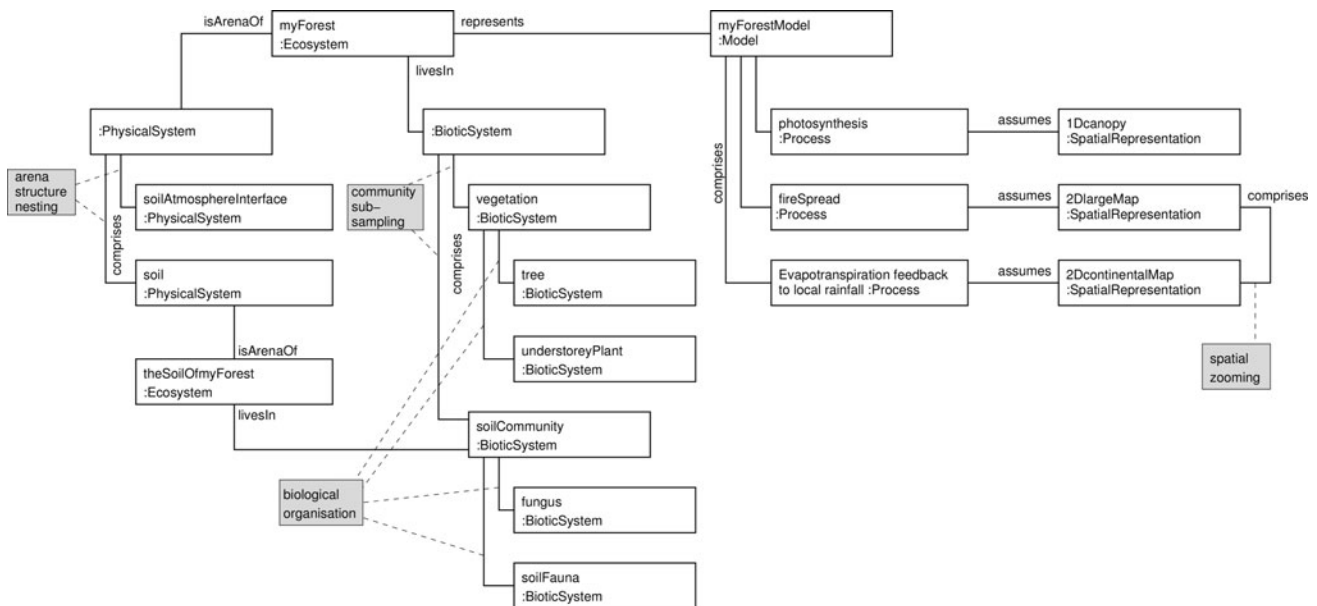 isArenaOf
myForest
:Ecosystem
represents
myForestModel
:Model
livesIn
:PhysicalSystem
:BioticSystem
photosynthesis
:Process
assumes
1Dcanopy
:SpatialRepresentation
arena
structure
nesting
soilAtmosphereInterface
:PhysicalSystem
comprises
community
sub–
sampling
vegetation
:BioticSystem
comprises
comprises
fireSpread
:Process
assumes
2DlargeMap
:SpatialRepresentation
comprises
soil
:PhysicalSystem
tree
:BioticSystem
Evapotranspiration feedback
to local rainfall :Process
assumes
2DcontinentalMap
:SpatialRepresentation
isArenaOf
understoreyPlant
:BioticSystem
spatial
zooming
theSoilOfmyForest
:Ecosystem
livesIn
soilCommunity
:BioticSystem
biological
organisation
fungus
:BioticSystem
soilFauna
:BioticSystem